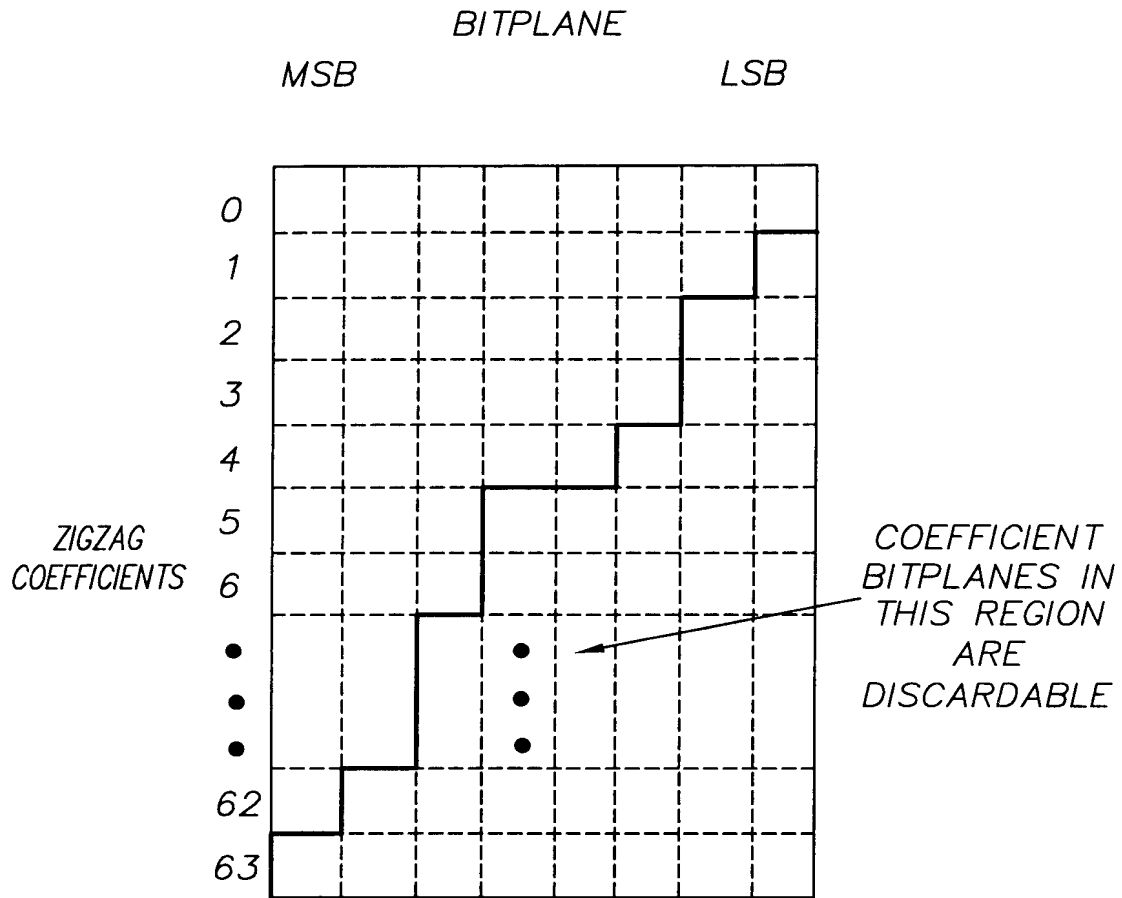 BITPLANE
MSB LSB
0
1
2
3
4
5
6
62
63
ZIGZAG
COEFFICIENTS
COEFFICIENT
BITPLANES IN
THIS REGION
ARE
DISCARDABLE